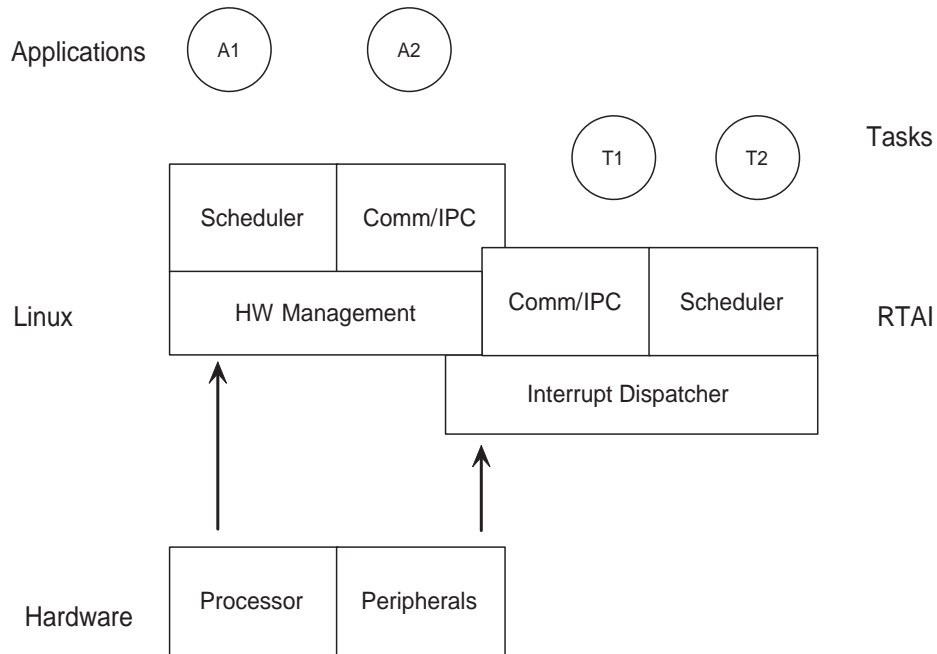 Applications
A1
A2
T1
T2
Tasks
Scheduler
Comm/IPC
Linux
HW Management
Comm/IPC
Scheduler
RTAI
Interrupt Dispatcher
Hardware
Processor
Peripherals